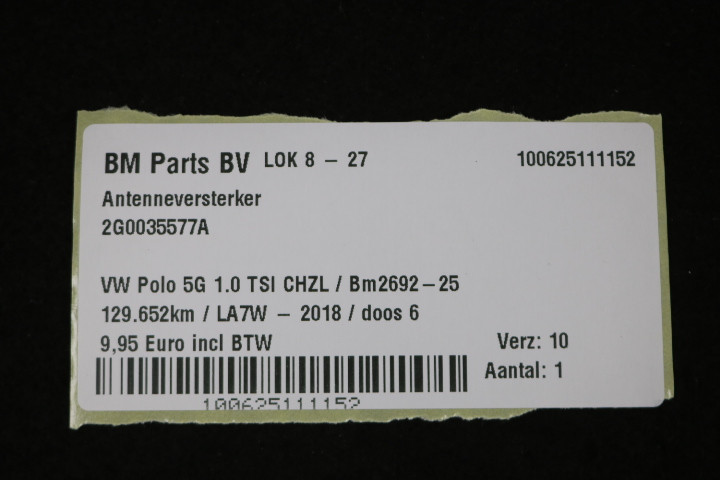 BM Parts BV LOK 8 - 27 100625111152
Antenneversterker
2G0035577A
VW Polo 5G 1.0 TSI CHZL / Bm2692-25
129.652km / LA7W - 2018 / doos 6
9,95 Euro incl BTW Verz: 10
Aantal: 1
100625111152